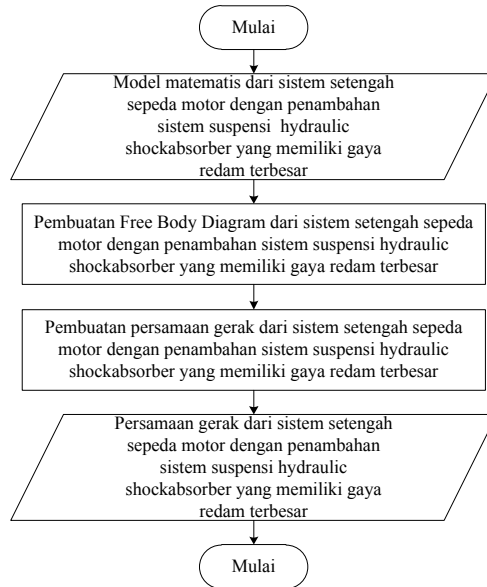 Mulai
Model matematis dari sistem setengah
sepeda motor dengan penambahan
sistem suspensi hydraulic
shockabsorber yang memiliki gaya
redam terbesar
Pembuatan Free Body Diagram dari sistem setengah sepeda
motor dengan penambahan sistem suspensi hydraulic
shockabsorber yang memiliki gaya redam terbesar
Pembuatan persamaan gerak dari sistem setengah sepeda
motor dengan penambahan sistem suspensi hydraulic
shockabsorber yang memiliki gaya redam terbesar
Persamaan gerak dari sistem setengah
sepeda motor dengan penambahan
sistem suspensi hydraulic
shockabsorber yang memiliki gaya
redam terbesar
Mulai